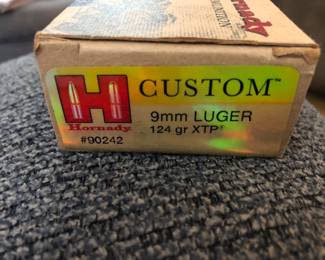 CUSTOM™
H
Hornady
9mm LUGER
124 gr XTP®
#90242